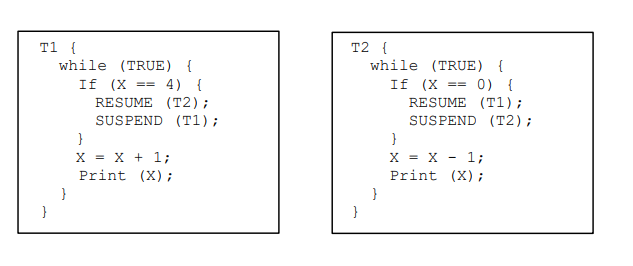 T1 {
while (TRUE) {
If (X == 4) {
RESUME (T2);
SUSPEND (T1);
}
X = X + 1;
Print (X);
}
}
T2 {
while (TRUE) {
If (X == 0) {
RESUME (T1);
SUSPEND (T2);
}
X = X - 1;
Print (X);
}
}